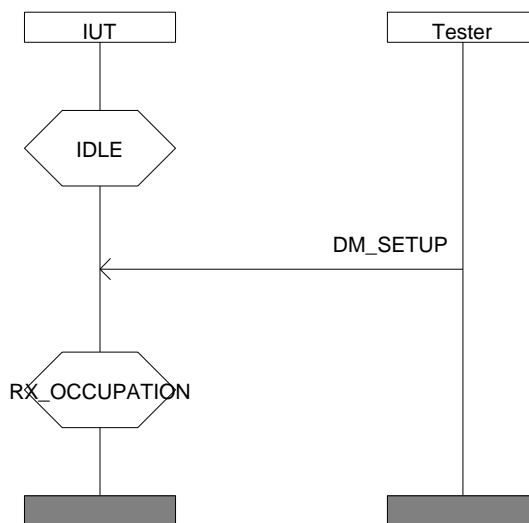 IUT
Tester
IDLE
DM_SETUP
RX_OCCUPATION